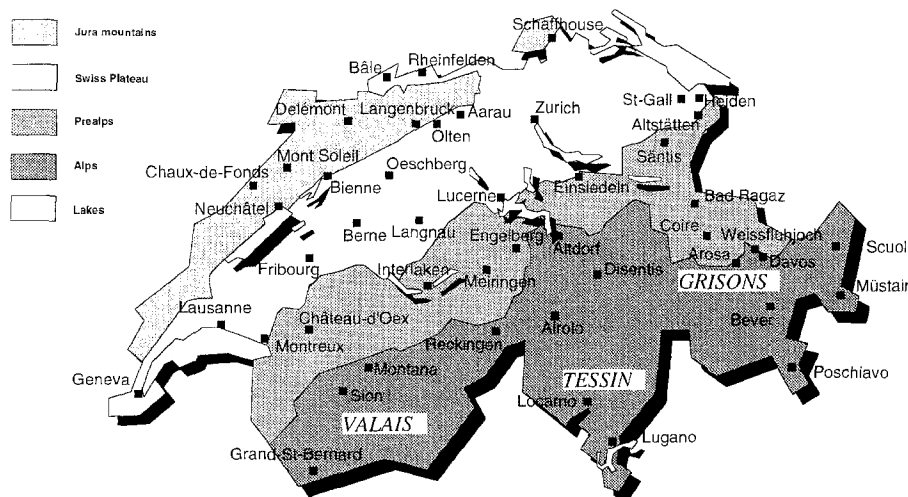 Jura mountains
Swiss Plateau
Prealps
Alps
Lakes
Schaffhouse
Rheinfelden
Bâle
St-Gall
Heiden
Delémont
Langenbruck
Aarau
Zurich
Altstätten
Olten
Säntis
Mont Soleil
Chaux-de-Fonds
Bienne
Oeschberg
Einsiedeln
Lucerne
Bad Ragaz
Neuchâtel
Berne
Langnau
Engelberg
Altdorf
Coire
Weissfluhjoch
Scuol
Fribourg
Interlaken
Meiringen
Disentis
Arosa
Davos
GRISONS
Müstair
Lausanne
Château-d'Oex
Airolo
Bever
Montreux
Reckingen
Geneva
Montana
TESSIN
Poschiavo
Sion
Locarno
VALAIS
Lugano
Grand-St-Bernard